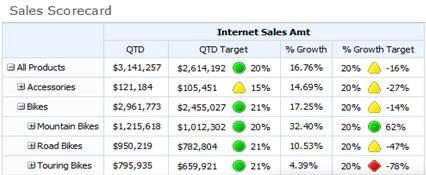 Sales Scorecard
Internet Sales Amt
QTD QTD Target % Growth % Growth Target
All Products $3,141,257 $2,614,192 20% 16.76% 20% -16%
Accessories $121,184 $105,451 15% 14.69% 20% -27%
Bikes $2,961,773 $2,455,027 21% 17.25% 20% -14%
Mountain Bikes $1,215,618 $1,012,302 20% 32.40% 20% 62%
Road Bikes $950,219 $782,804 21% 10.53% 20% -47%
Touring Bikes $795,935 $659,921 21% 4.39% 20% -78%